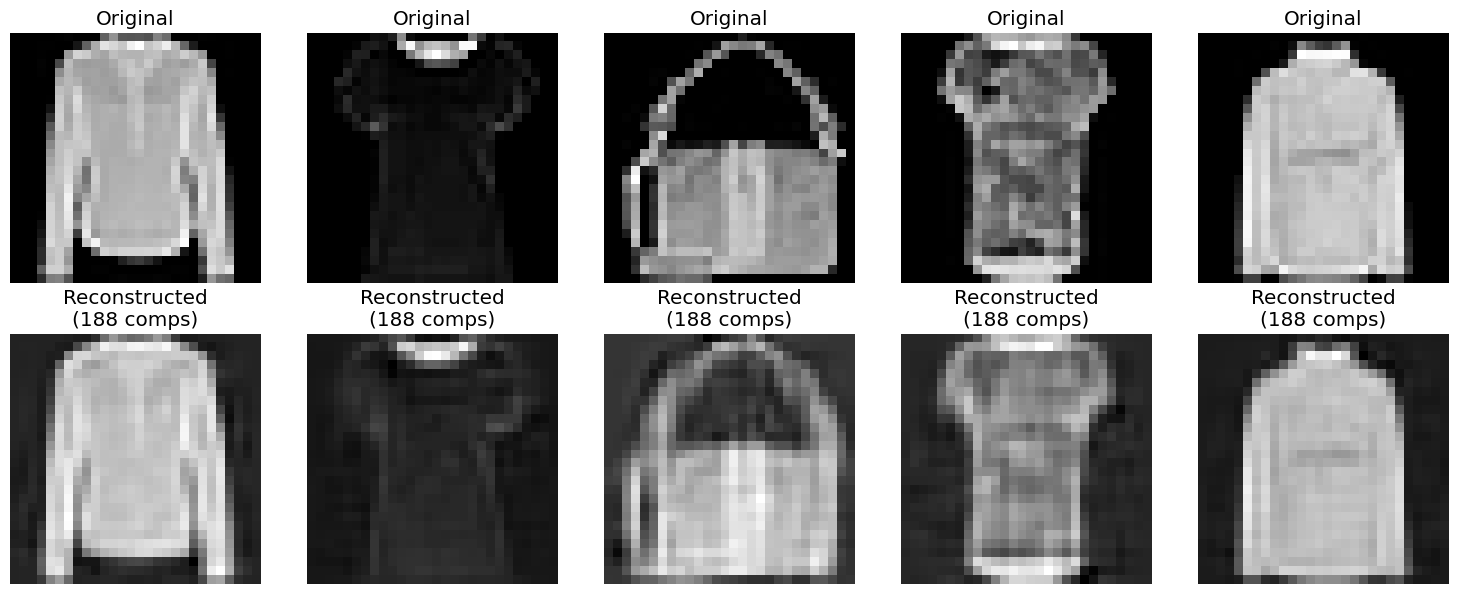 Original
Original
Original
Original
Original
Reconstructed
(188 comps)
Reconstructed
(188 comps)
Reconstructed
(188 comps)
Reconstructed
(188 comps)
Reconstructed
(188 comps)